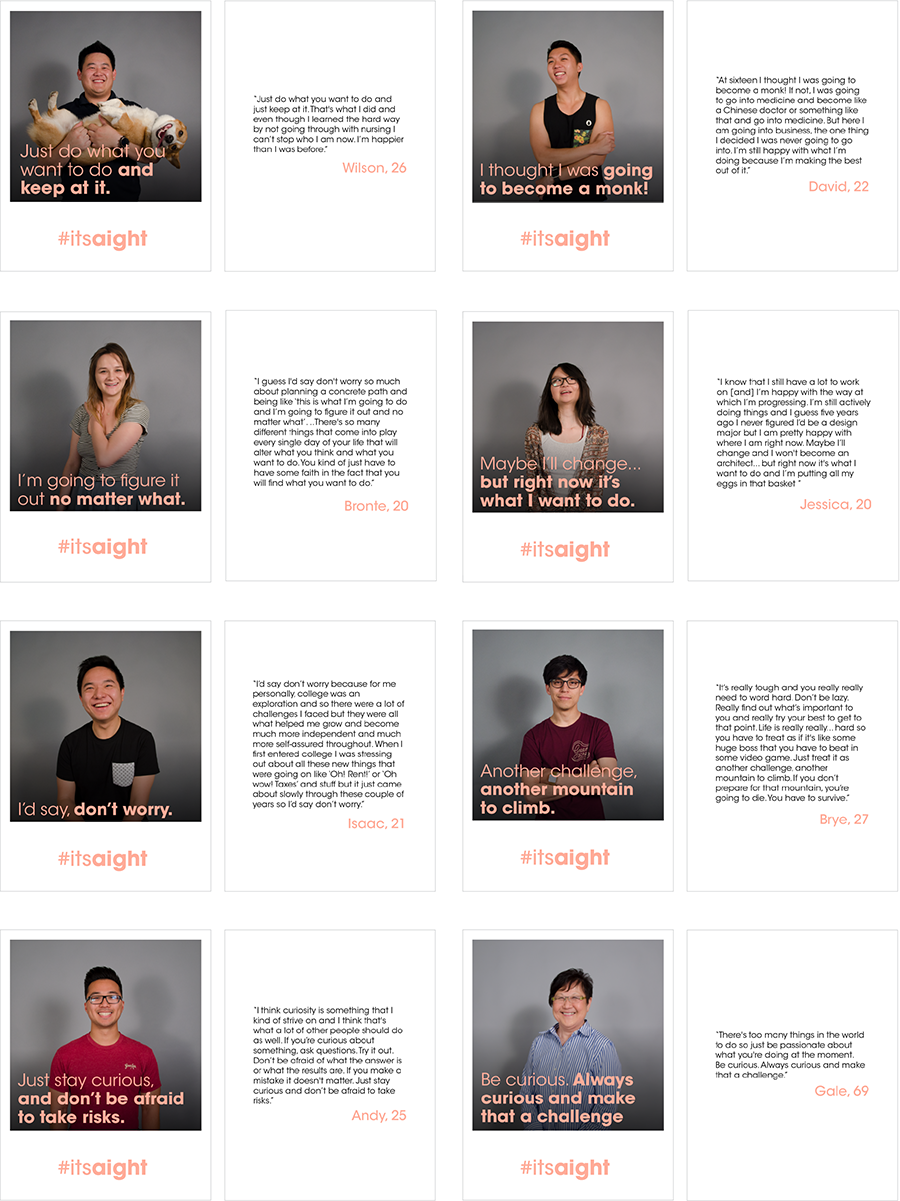 Just do what you
want to do and
keep at it.
#itsaight
"Just do what you want to do and
just keep at it. That's what I did and
even though I learned the hard way
by not going through with nursing I
can't stop who I am now. I'm happier
than I was before."
Wilson, 26
I thought I was going
to become a monk!
#itsaight
"At sixteen I thought I was going to
become a monk! If not, I was going
to go into medicine and become like
a Chinese doctor or something like
that and go into medicine. But here I
am going into business, the one thing
I decided I was never going to go
into. I'm still happy with what I'm
doing because I'm making the best
out of it."
David, 22
I'm going to figure it
out no matter what.
#itsaight
"I guess I'd say don't worry so much
about planning a concrete path and
being like 'this is what I'm going to do
and I'm going to figure it out and no
matter what'. ..There's so many
different things that come into play
every single day of your life that will
alter what you think and what you
want to do. You kind of just have to
have some faith in the fact that you
will find what you want to do."
Bronte, 20
Maybe I'll change...
but right now it's
what I want to do.
#itsaight
"I know that I still have a lot to work
on [and] I'm happy with the way at
which I'm progressing. I'm still actively
doing things and I guess five years
ago I never figured I'd be a design
major but I am pretty happy with
where I am right now. Maybe I'll
change and I won't become an
architect... but right now it's what I
want to do and I'm putting all my
eggs in that basket "
Jessica, 20
I'd say, don't worry.
#itsaight
"I'd say don't worry because for me
personally, college was an
exploration and so there were a lot of
challenges I faced but they were all
what helped me grow and become
much more independent and much
more self-assured throughout. When I
first entered college I was stressing
out about all these new things that
were going on like 'Oh! Rent!' or 'Oh
wow! Taxes' and stuff but it just came
about slowly through these couple of
years so I'd say don't worry."
Isaac, 21
Another challenge,
another mountain
to climb.
#itsaight
"It's really tough and you really really
need to word hard. Don't be lazy.
Really find out what's important to
you and really try your best to get to
that point. Life is really really... hard so
you have to treat as if it's like some
huge boss that you have to beat in
some video game. Just treat it as
another challenge, another
mountain to climb. If you don't
prepare for that mountain, you're
going to die. You have to survive."
Brye, 27
Just stay curious,
and don't be afraid
to take risks.
#itsaight
"I think curiosity is something that I
kind of strive on and I think that's
what a lot of other people should do
as well. If you're curious about
something, ask questions. Try it out.
Don't be afraid of what the answer is
or what the results are. If you make a
mistake it doesn't matter. Just stay
curious and don't be afraid to take
risks."
Andy, 25
Be curious. Always
curious and make
that a challenge
#itsaight
"There's too many things in the world
to do so just be passionate about
what you're doing at the moment.
Be curious. Always curious and make
that a challenge."
Gale, 69